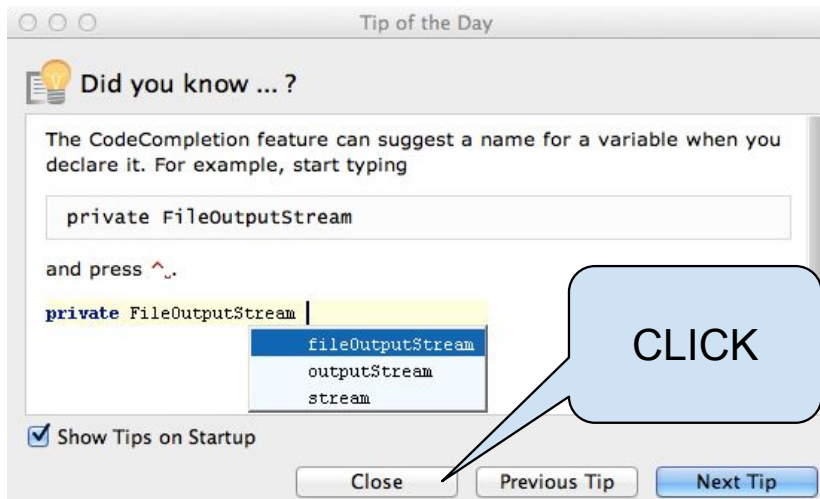 Tip of the Day
Did you know ... ?
The CodeCompletion feature can suggest a name for a variable when you
declare it. For example, start typing
private FileOutputStream
and press ^⎵.
private FileOutputStream
fileOutputStream
outputStream
stream
CLICK
Show Tips on Startup
Close Previous Tip Next Tip